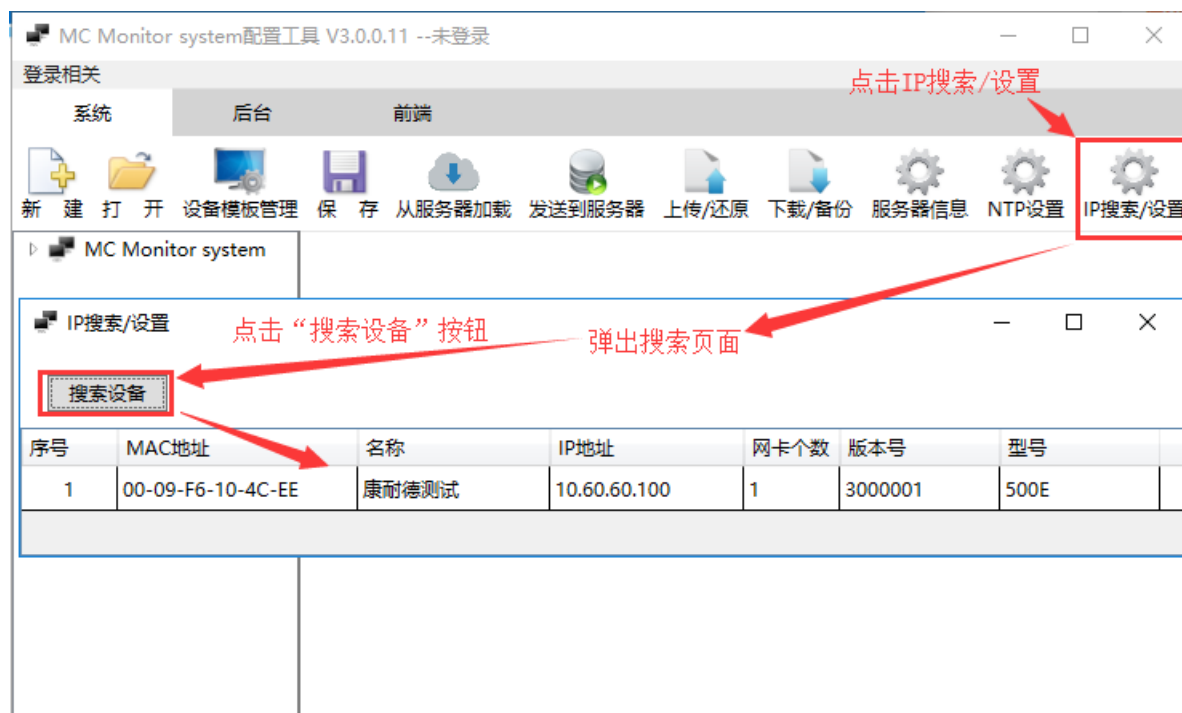 MC Monitor system配置工具 V3.0.0.11 --未登录
登录相关
点击IP搜索/设置
系统 后台 前端
新 建 打 开 设备模板管理 保 存 从服务器加载 发送到服务器 上传/还原 下载/备份 服务器信息 NTP设置 IP搜索/设置
MC Monitor system
IP搜索/设置
点击“搜索设备”按钮
弹出搜索页面
搜索设备
序号 MAC地址 名称 IP地址 网卡个数 版本号 型号
1 00-09-F6-10-4C-EE 康耐德测试 10.60.60.100 1 3000001 500E